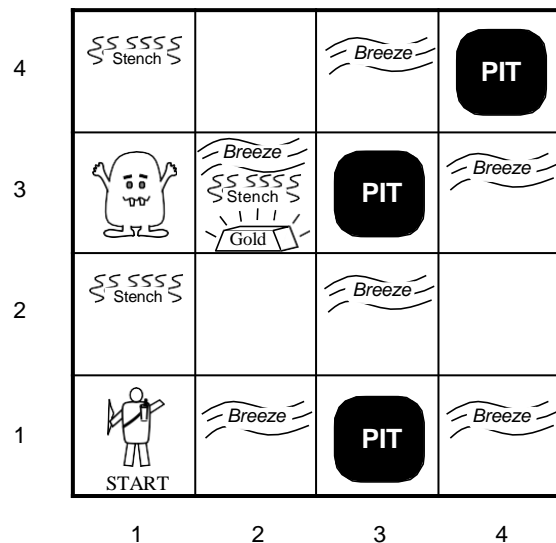 4
Stench
Breeze
PIT
3
Breeze
Stench
Gold
PIT
Breeze
2
Stench
Breeze
1
START
Breeze
PIT
Breeze
1 2 3 4